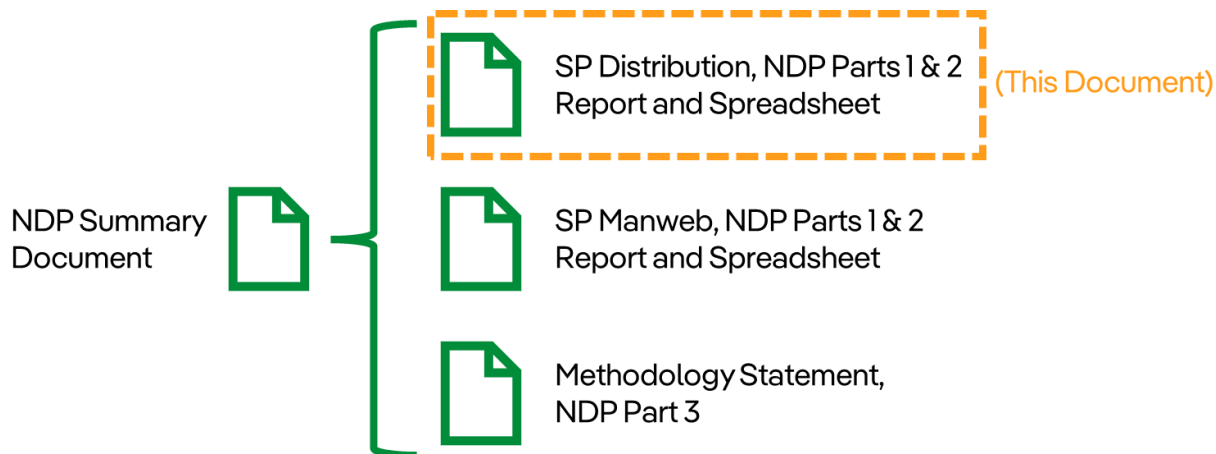 NDP Summary
Document
SP Distribution, NDP Parts 1 & 2
Report and Spreadsheet
(This Document)
SP Manweb, NDP Parts 1 & 2
Report and Spreadsheet
Methodology Statement,
NDP Part 3